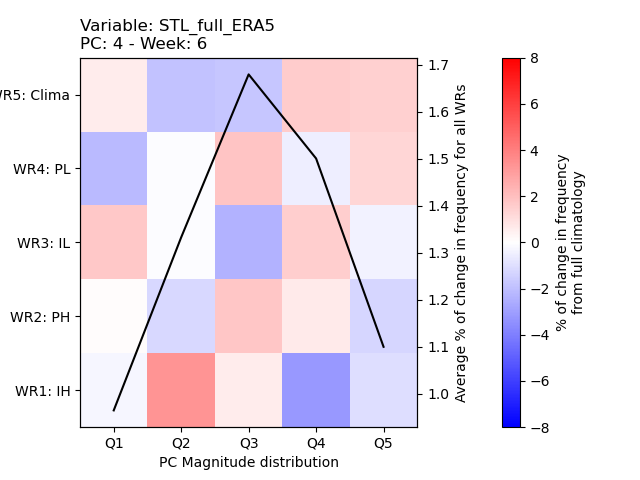 Variable: STL_full_ERA5
PC: 4 - Week: 6
R5: Clima
WR4: PL
WR3: IL
WR2: PH
WR1: IH
Q1 Q2 Q3 Q4 Q5
PC Magnitude distribution
1.7
1.6
1.5
1.4
1.3
1.2
1.1
1.0
Average % of change in frequency for all WRs
8
6
4
2
0
−2
−4
−6
−8
% of change in frequency
from full climatology